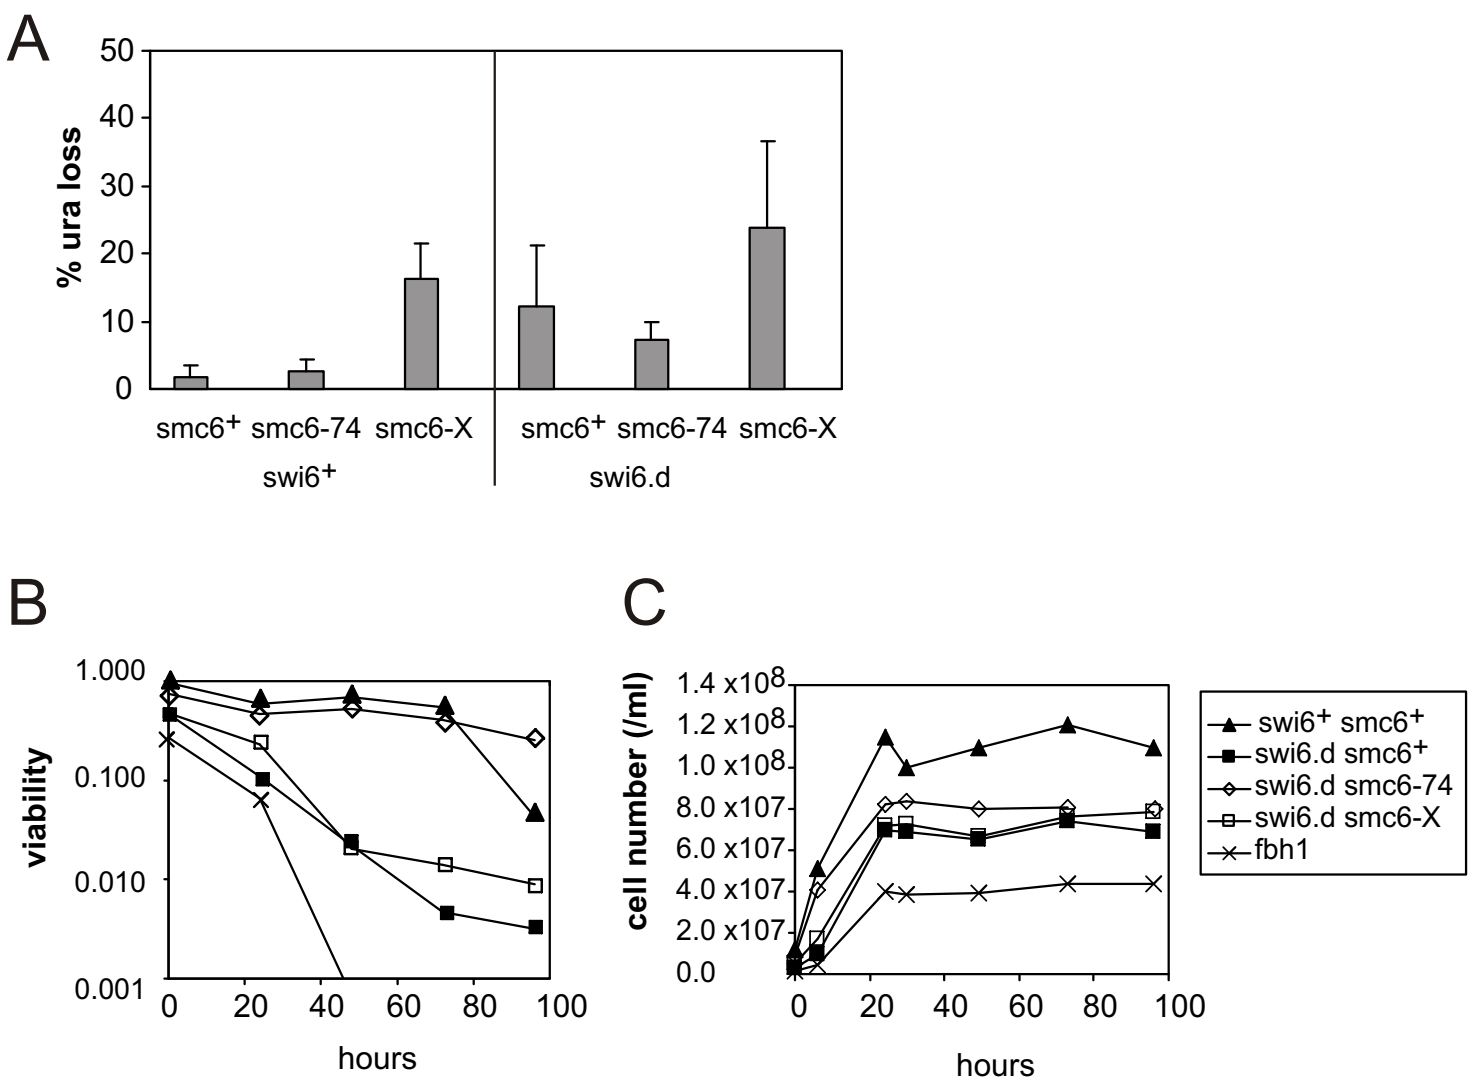 A
50
40
30
20
10
0
% ura loss
smc6+ smc6-74 smc6-X smc6+ smc6-74 smc6-X
swi6+ swi6.d
B
1.000
0.100
0.010
0.001
viability
0 20 40 60 80 100
hours
C
1.4 x108
1.2 x108
1.0 x108
8.0 x107
6.0 x107
4.0 x107
2.0 x107
0.0
cell number (/ml)
0 20 40 60 80 100
hours
swi6+ smc6+
swi6.d smc6+
swi6.d smc6-74
swi6.d smc6-X
fbh1